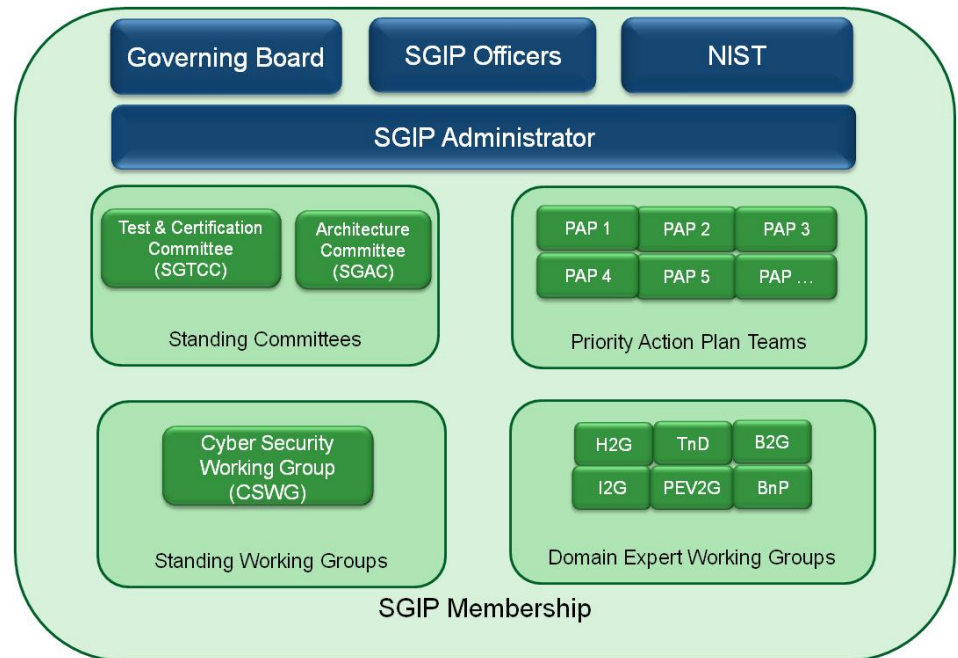 Governing Board
SGIP Officers
NIST
SGIP Administrator
Test & Certification
Committee
(SGTCC)
Architecture
Committee
(SGAC)
Standing Committees
PAP 1
PAP 2
PAP 3
PAP 4
PAP 5
PAP …
Priority Action Plan Teams
Cyber Security
Working Group
(CSWG)
Standing Working Groups
H2G
TnD
B2G
I2G
PEV2G
BnP
Domain Expert Working Groups
SGIP Membership